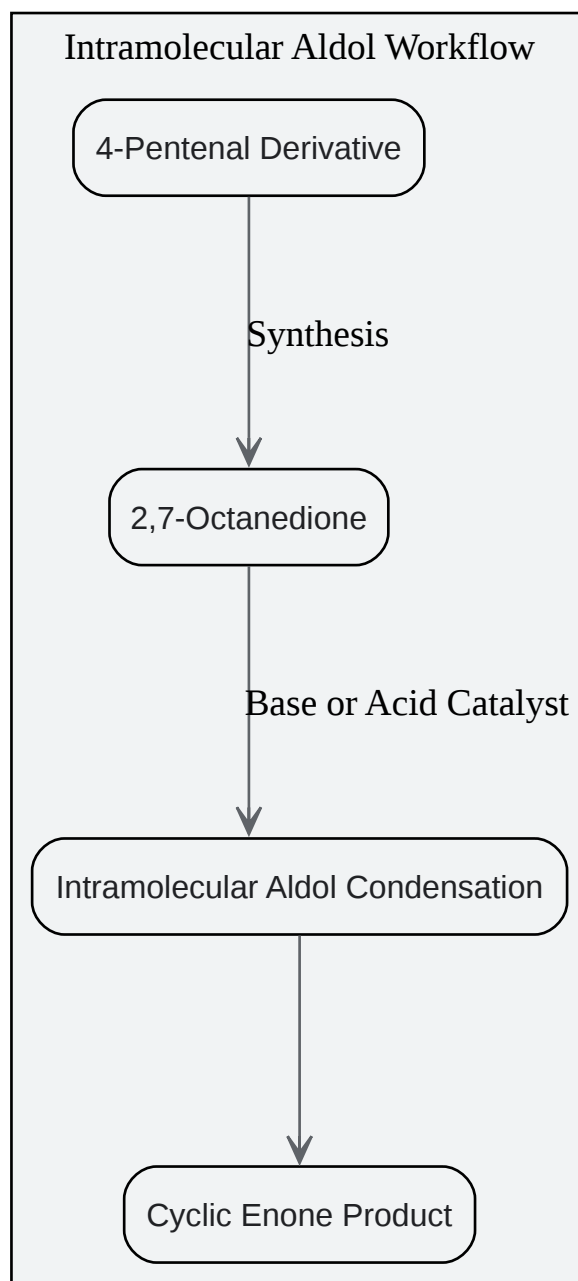 Intramolecular Aldol Workflow
4-Pentenal Derivative
Synthesis
2,7-Octanedione
Base or Acid Catalyst
Intramolecular Aldol Condensation
Cyclic Enone Product